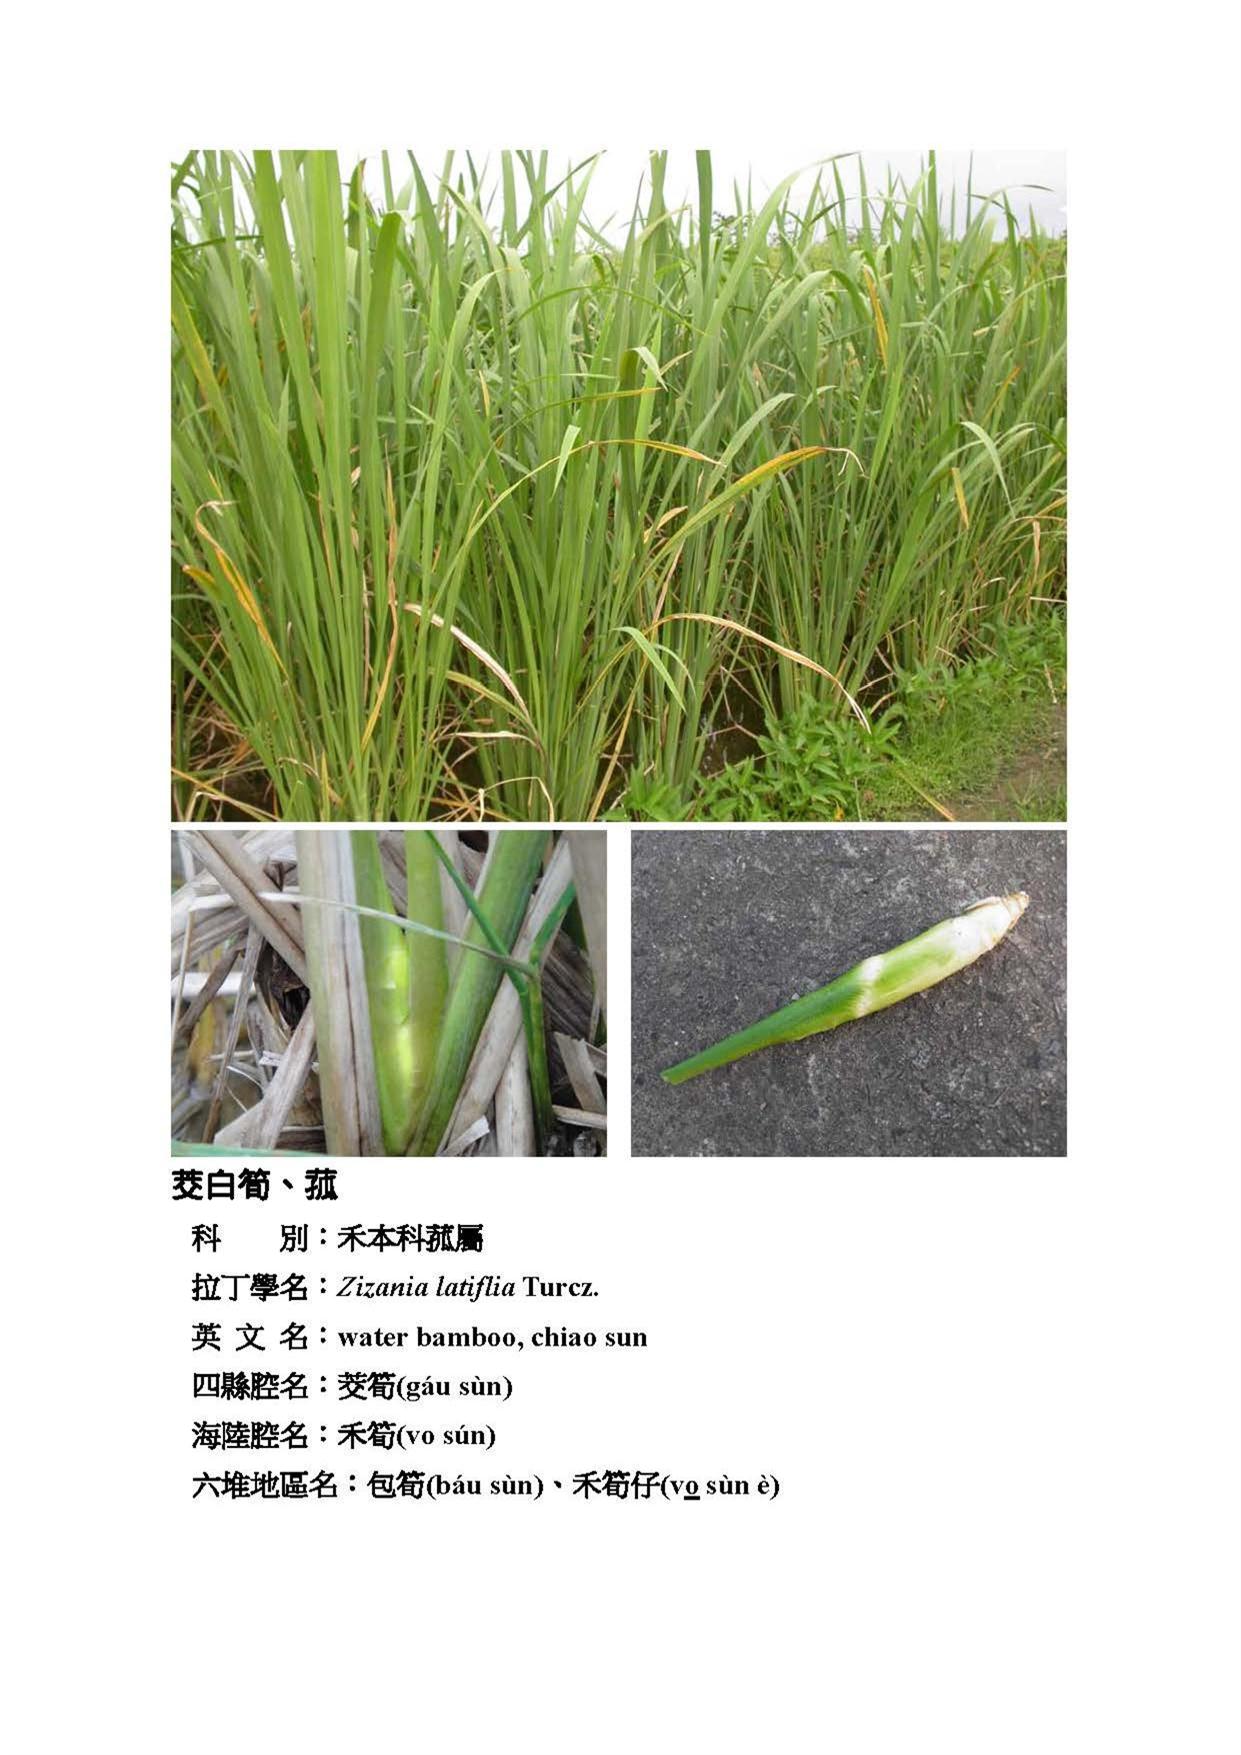 茭白筍、菰
科　　別：禾本科菰屬
拉丁學名：Zizania latiflia Turcz.
英 文 名：water bamboo, chiao sun
四縣腔名：茭筍(gáu sùn)
海陸腔名：禾筍(vo sún)
六堆地區名：包筍(báu sùn)、禾筍仔(vo sùn è)